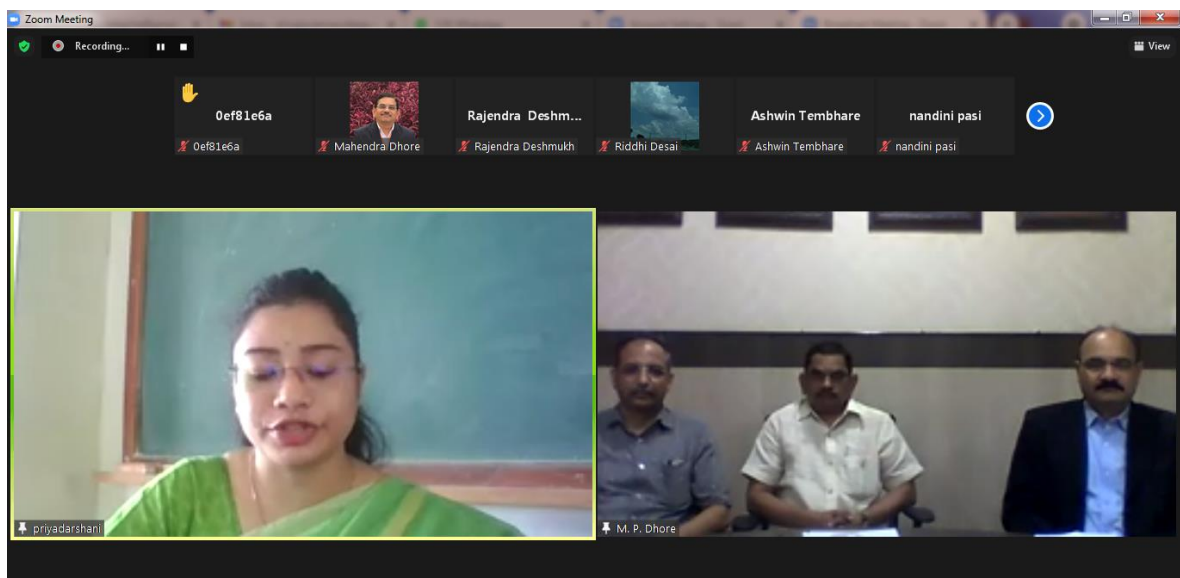 Zoom Meeting
Recording...
View
0ef81e6a
Rajendra Deshm...
Ashwin Tembhare
nandini pasi
0ef81e6a
Mahendra Dhore
Rajendra Deshmukh
Riddhi Desai
Ashwin Tembhare
nandini pasi
priyadarshani
M. P. Dhore